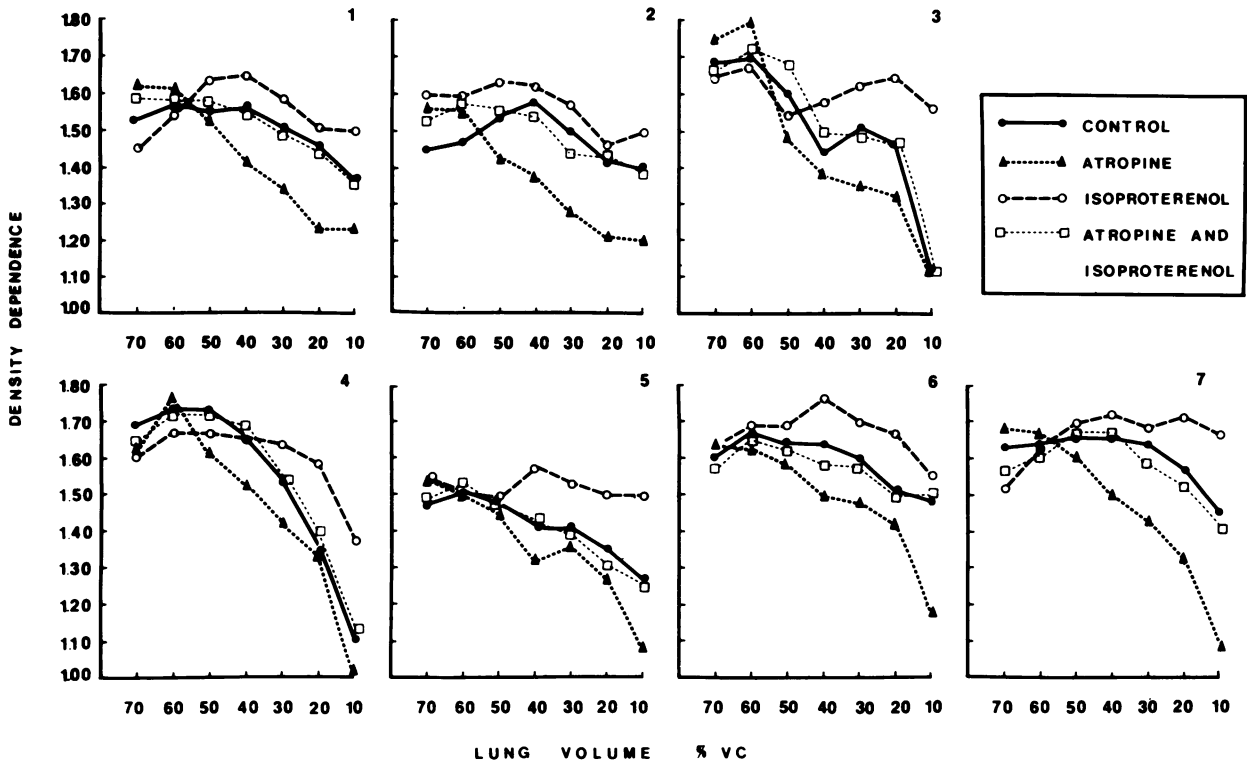 1
2
3
1.80
1.70
1.60
1.50
1.40
1.30
1.20
1.10
1.00
70 60 50 40 30 20 10
70 60 50 40 30 20 10
70 60 50 40 30 20 10
CONTROL
ATROPINE
ISOPROTERENOL
ATROPINE AND
ISOPROTERENOL
DENSITY DEPENDENCE
4
5
6
7
1.80
1.70
1.60
1.50
1.40
1.30
1.20
1.10
1.00
70 60 50 40 30 20 10
70 60 50 40 30 20 10
70 60 50 40 30 20 10
70 60 50 40 30 20 10
LUNG VOLUME % VC